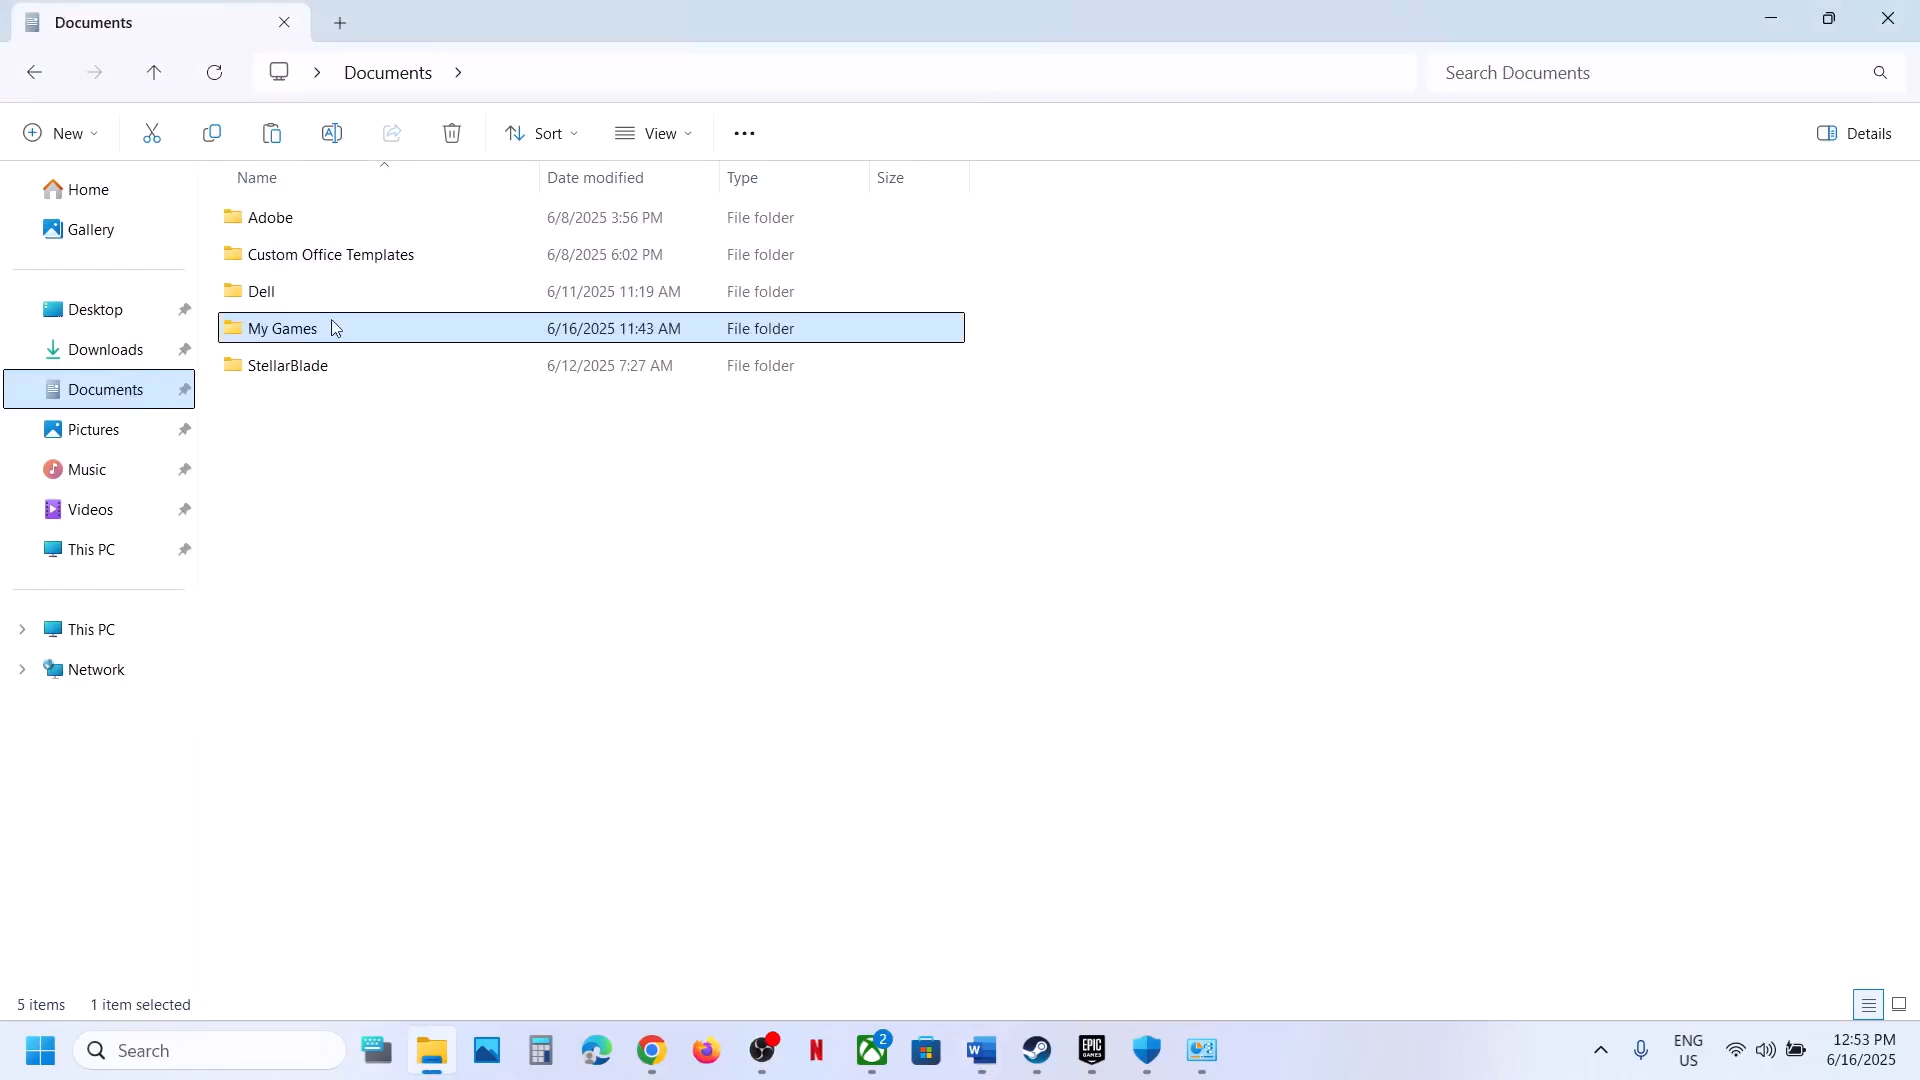 Documents
Documents
Search Documents
New
Sort
View
Details
Name
Date modified
Type
Size
Adobe 6/8/2025 3:56 PM File folder
Custom Office Templates 6/8/2025 6:02 PM File folder
Dell 6/11/2025 11:19 AM File folder
My Games 6/16/2025 11:43 AM File folder
StellarBlade 6/12/2025 7:27 AM File folder
Home
Gallery
Desktop
Downloads
Documents
Pictures
Music
Videos
This PC
This PC
Network
5 items 1 item selected
Search
N
2
W
EPIC
GAMES
ENG
US
12:53 PM
6/16/2025